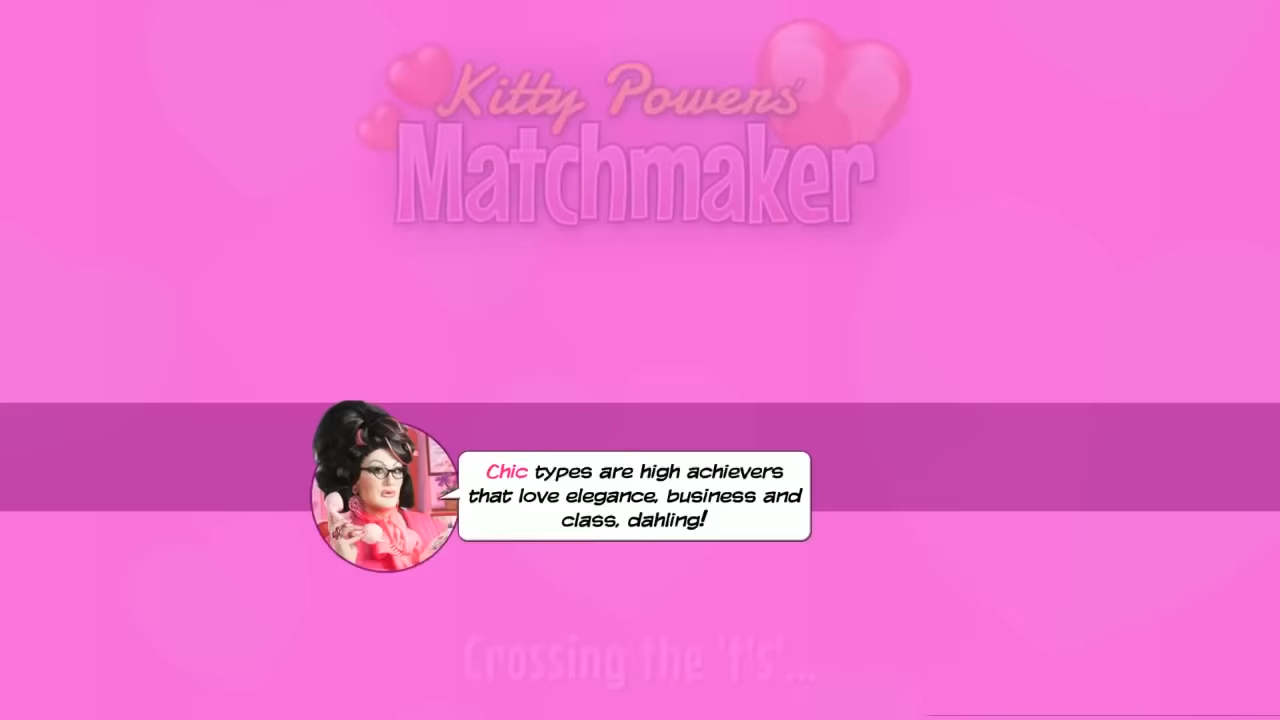 Kitty Powers'
Matchmaker
Chic types are high achievers
that love elegance, business and
class, dahling!
Crossing the 't's'...